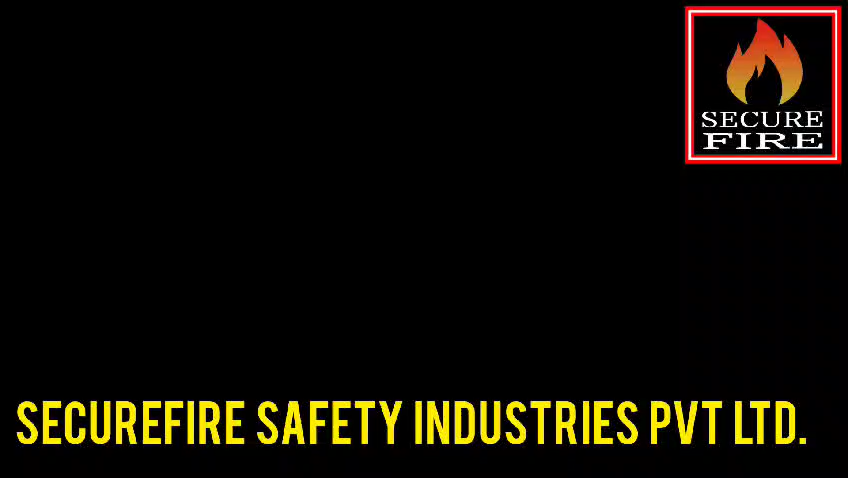 SECURE
FIRE
SECUREFIRE SAFETY INDUSTRIES PVT LTD.